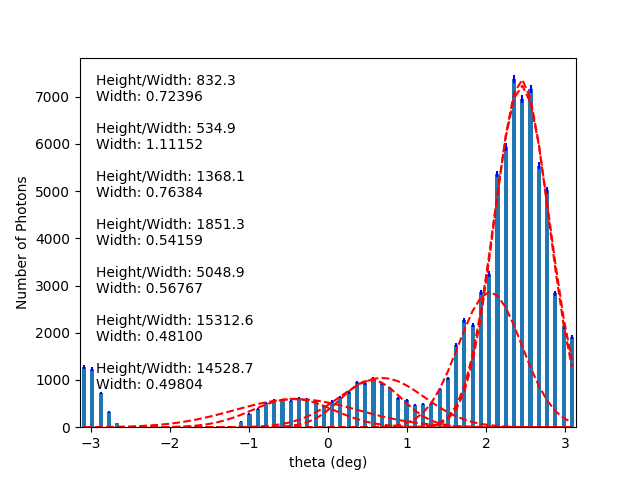 Height/Width: 832.3
Width: 0.72396
Height/Width: 534.9
Width: 1.11152
Height/Width: 1368.1
Width: 0.76384
Height/Width: 1851.3
Width: 0.54159
Height/Width: 5048.9
Width: 0.56767
Height/Width: 15312.6
Width: 0.48100
Height/Width: 14528.7
Width: 0.49804
Number of Photons
7000
6000
5000
4000
3000
2000
1000
0
−3 −2 −1 0 1 2 3
theta (deg)